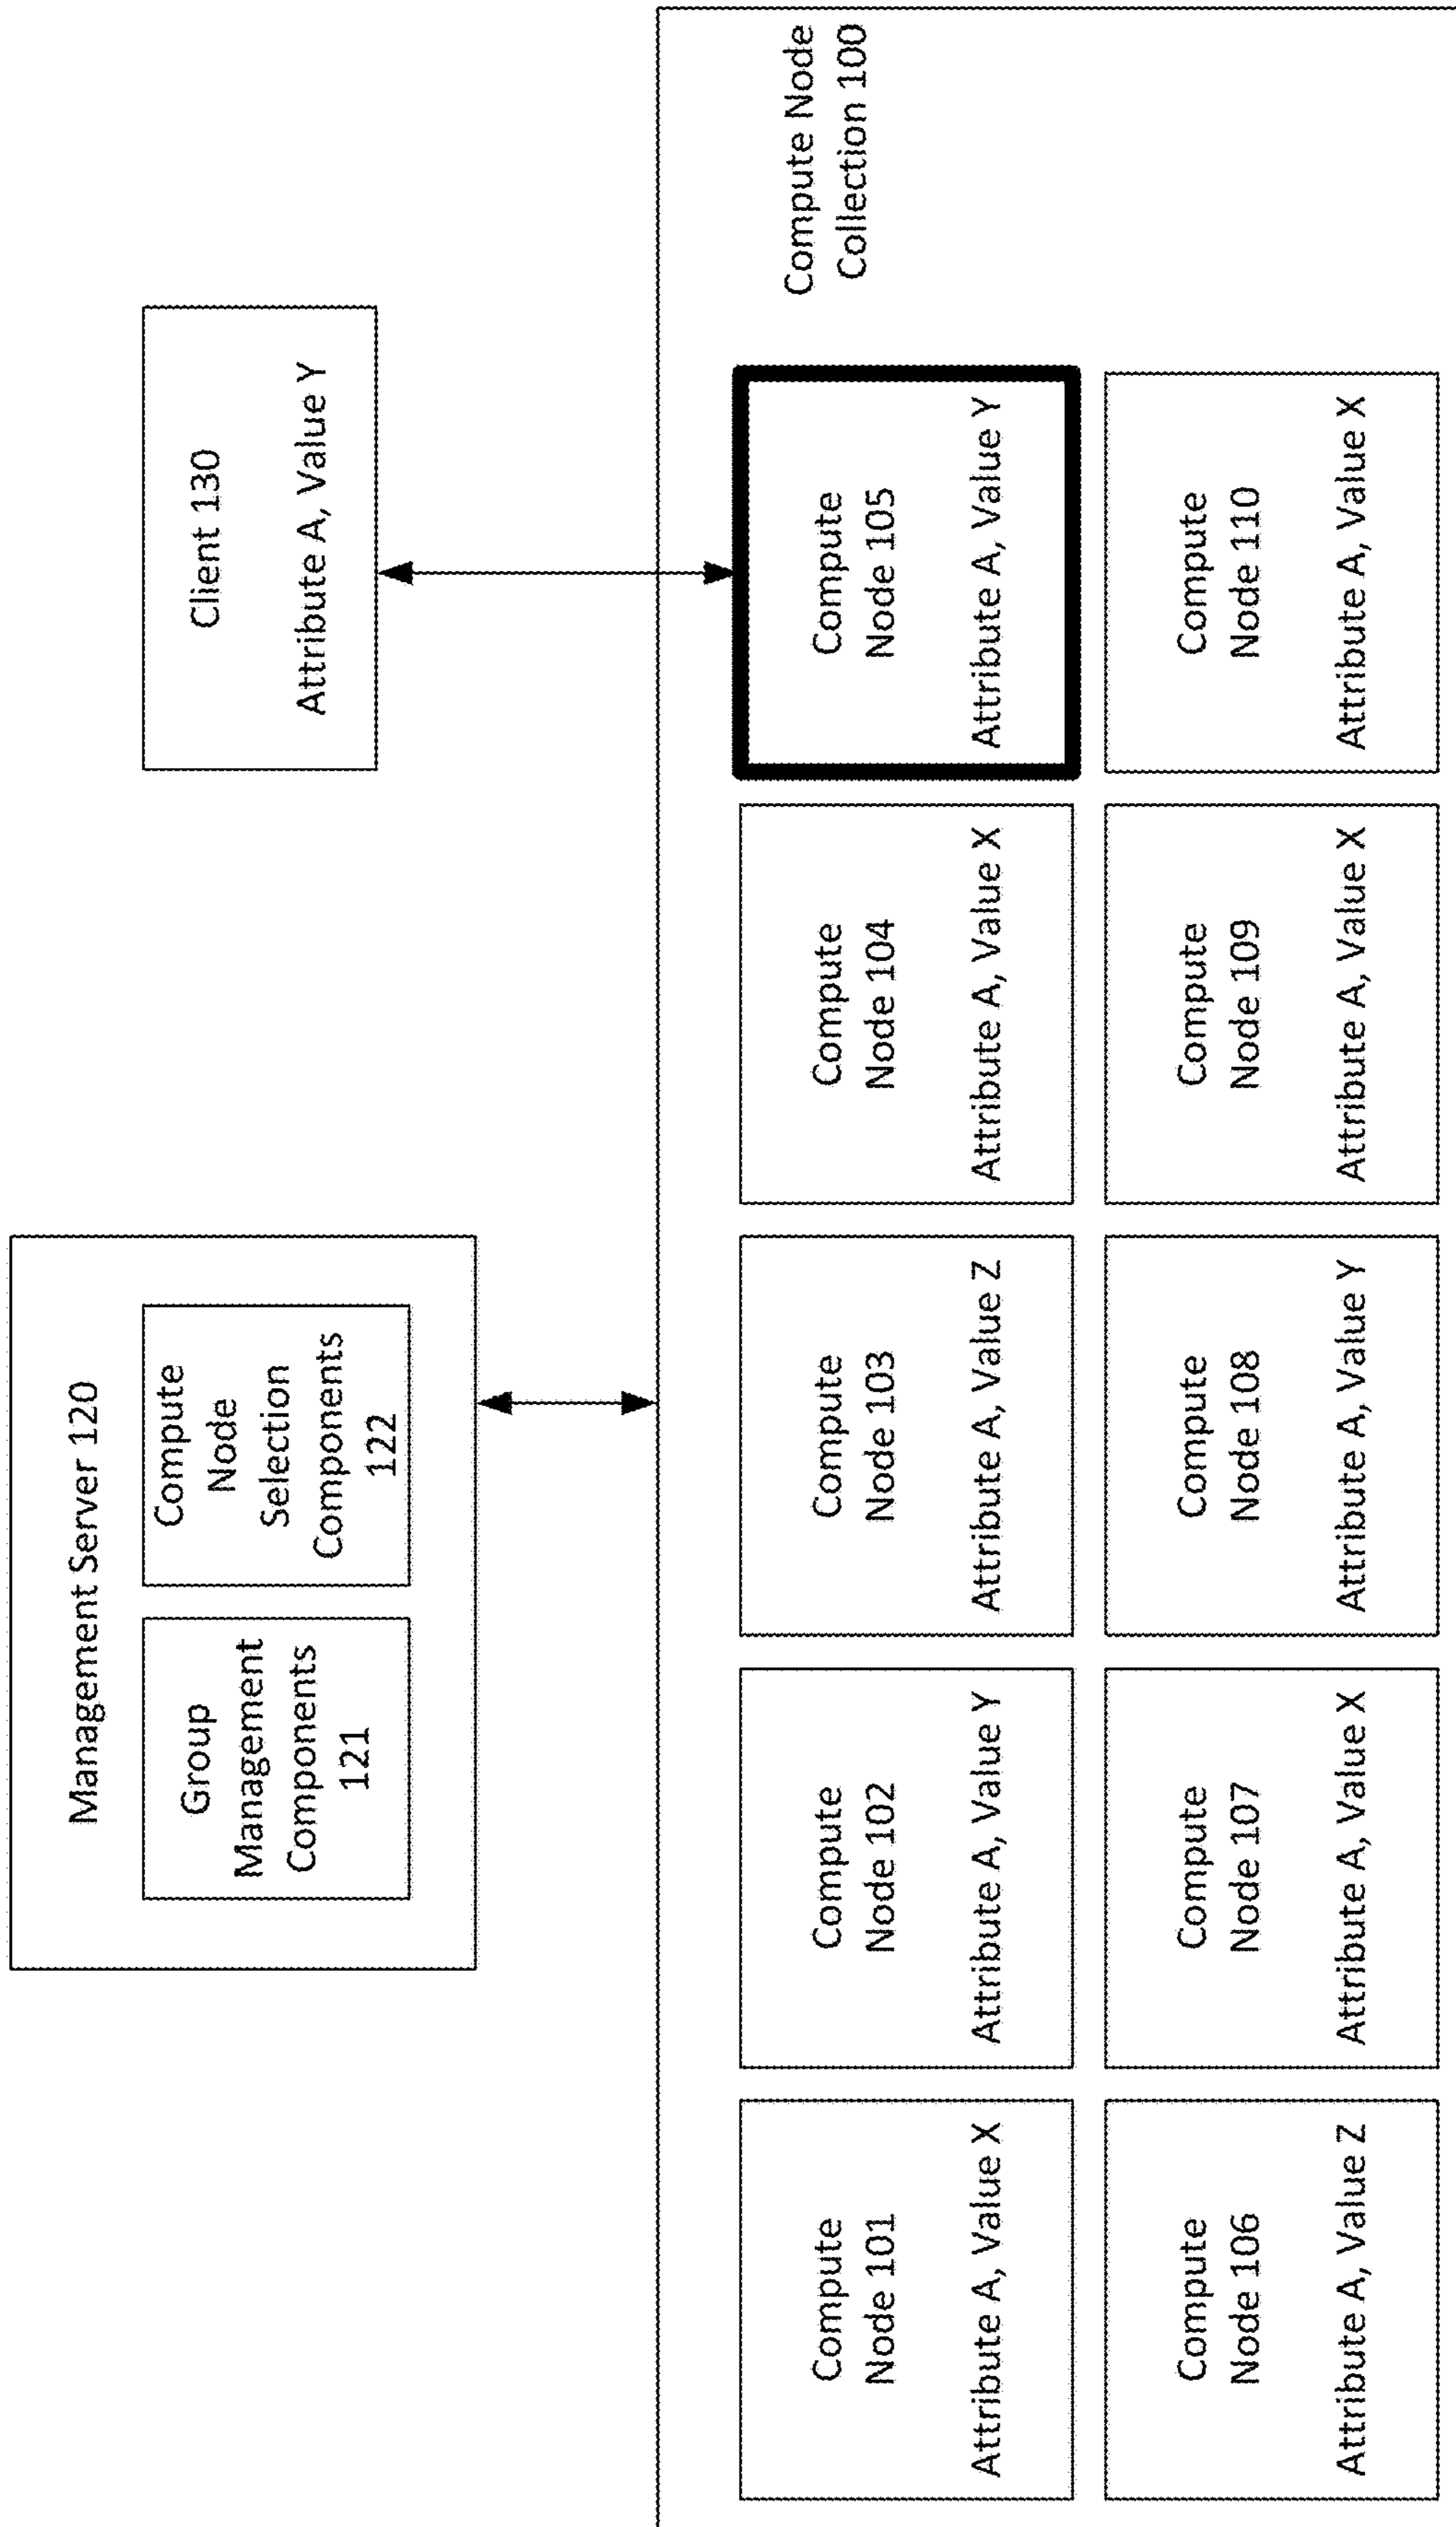 Management Server 120
Group
Management
Components
121
Compute
Node
Selection
Components
122
Client 130
Attribute A, Value Y
Compute
Node 101
Attribute A, Value X
Compute
Node 102
Attribute A, Value Y
Compute
Node 103
Attribute A, Value Z
Compute
Node 104
Attribute A, Value X
Compute
Node 105
Attribute A, Value Y
Compute Node
Collection 100
Compute
Node 106
Attribute A, Value Z
Compute
Node 107
Attribute A, Value X
Compute
Node 108
Attribute A, Value Y
Compute
Node 109
Attribute A, Value X
Compute
Node 110
Attribute A, Value X